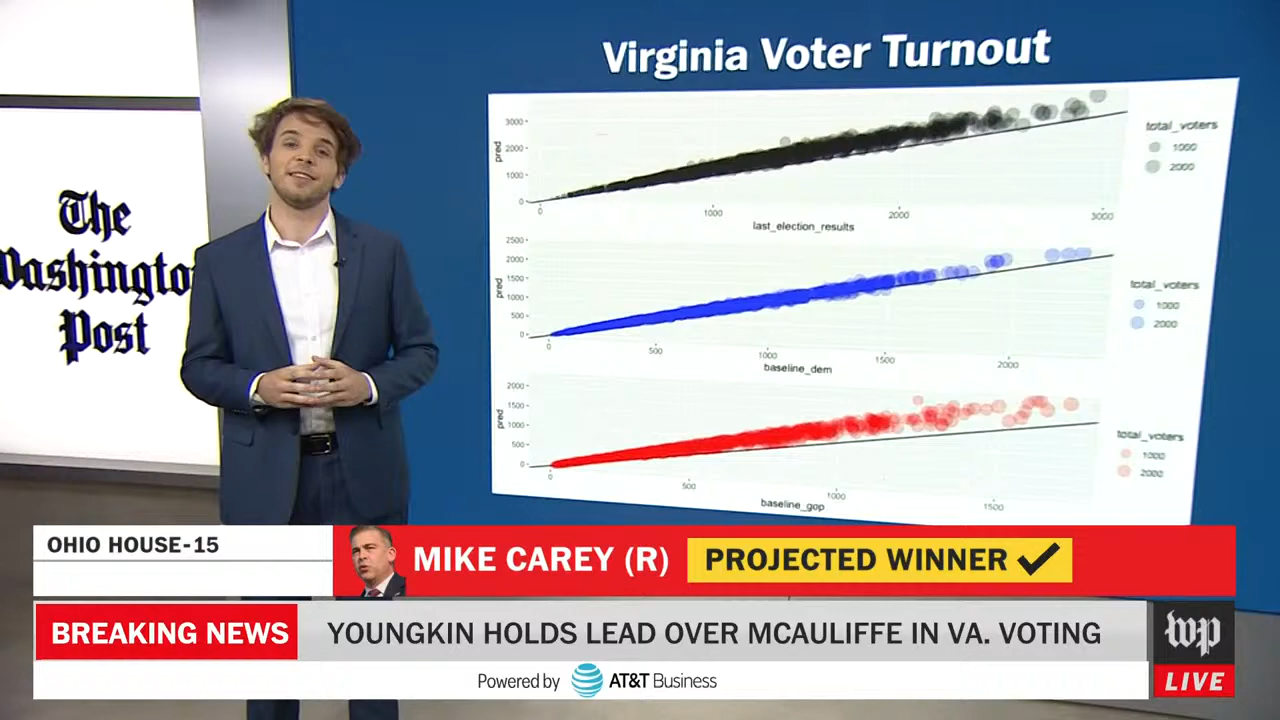 Virginia Voter Turnout
The
Washington
Post
pred
3000
2000
1000
0
0
1000
2000
3000
last_election_results
total_voters
1000
2000
pred
2500
2000
1500
1000
500
0
0
500
1000
1500
2000
baseline_dem
total_voters
1000
2000
pred
2000
1500
1000
500
0
0
500
1000
1500
baseline_gop
total_voters
1000
2000
OHIO HOUSE-15
MIKE CAREY (R)
PROJECTED WINNER
BREAKING NEWS
YOUNGKIN HOLDS LEAD OVER MCAULIFFE IN VA. VOTING
wp
LIVE
Powered by AT&T Business